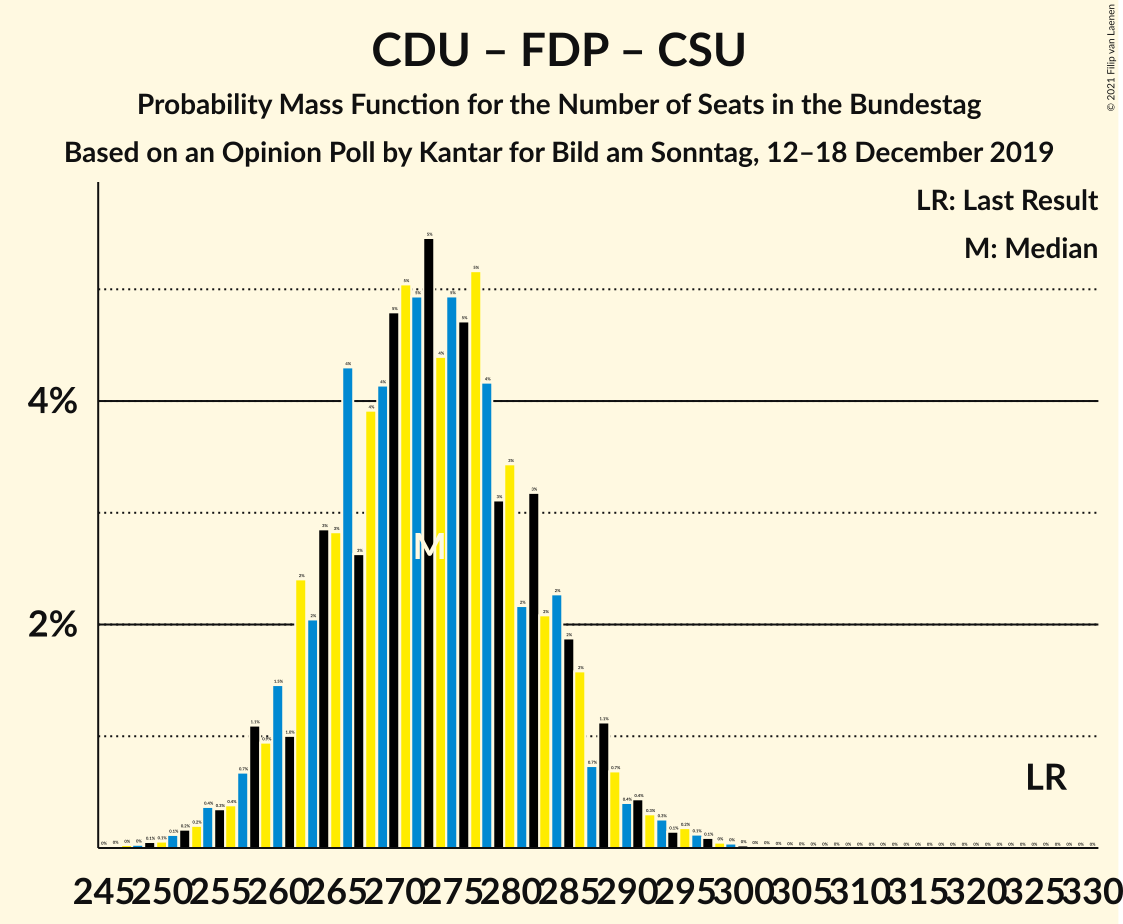 CDU – FDP – CSU
Probability Mass Function for the Number of Seats in the Bundestag
Based on an Opinion Poll by Kantar for Bild am Sonntag, 12–18 December 2019
© 2021 Filip van Laenen
LR: Last Result
M: Median
4%
2%
M
LR
245 250 255 260 265 270 275 280 285 290 295 300 305 310 315 320 325 330